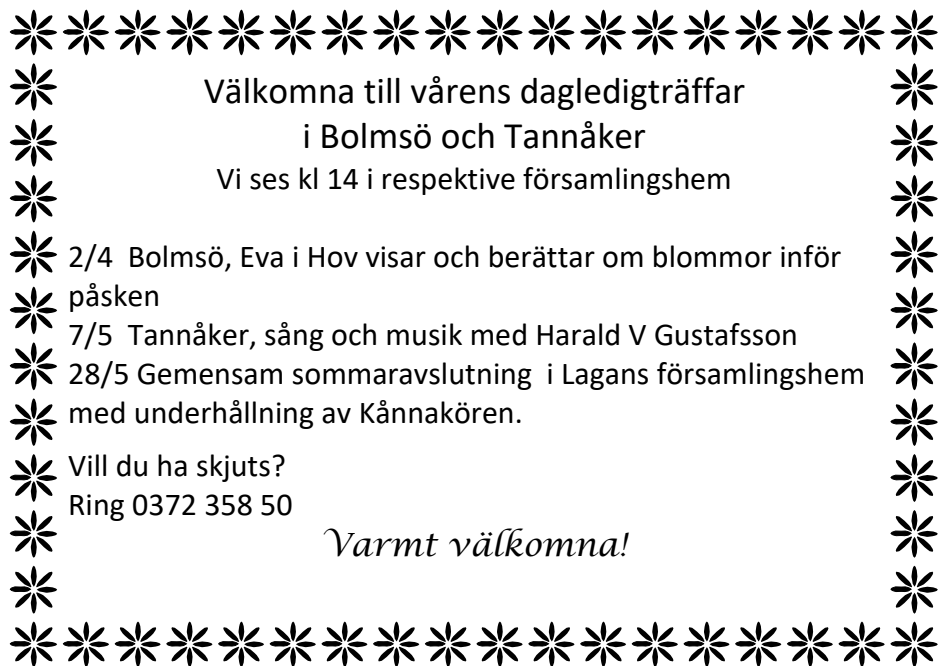 Välkomna till vårens dagledigträffar
i Bolmsö och Tannåker
Vi ses kl 14 i respektive församlingshem
2/4  Bolmsö, Eva i Hov visar och berättar om blommor inför
påsken
7/5  Tannåker, sång och musik med Harald V Gustafsson
28/5 Gemensam sommaravslutning  i Lagans församlingshem
med underhållning av Kånnakören.
Vill du ha skjuts?
Ring 0372 358 50
Varmt välkomna!